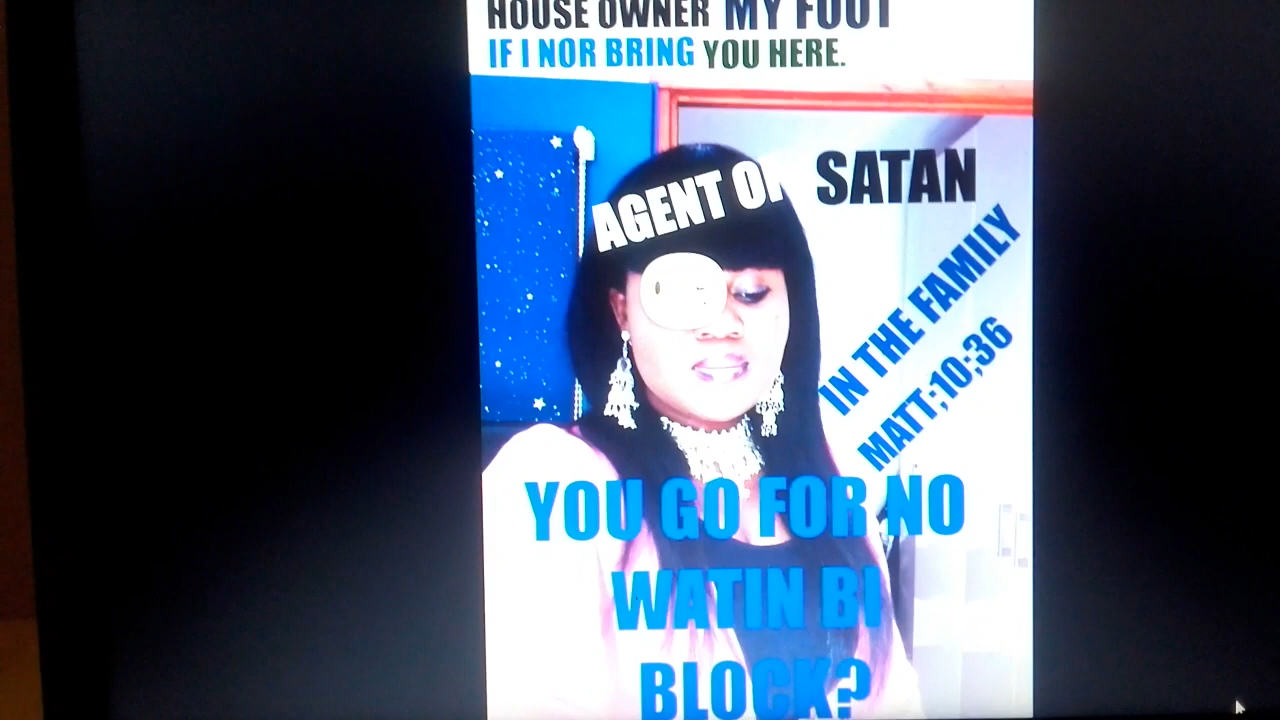 HOUSE OWNER MY FOOT
IF I NOR BRING YOU HERE.
AGENT OF SATAN
IN THE FAMILY
MATT;10;36
YOU GO FOR NO
WATIN BI
BLOCK?